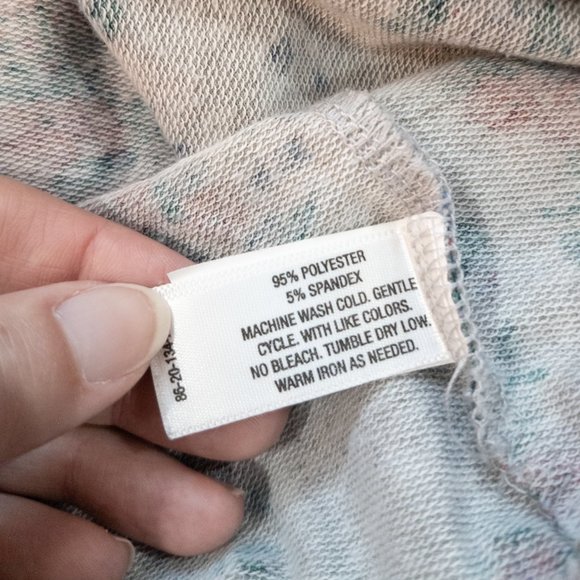 95% POLYESTER
5% SPANDEX
MACHINE WASH COLD. GENTLE
CYCLE. WITH LIKE COLORS.
NO BLEACH. TUMBLE DRY LOW.
WARM IRON AS NEEDED.